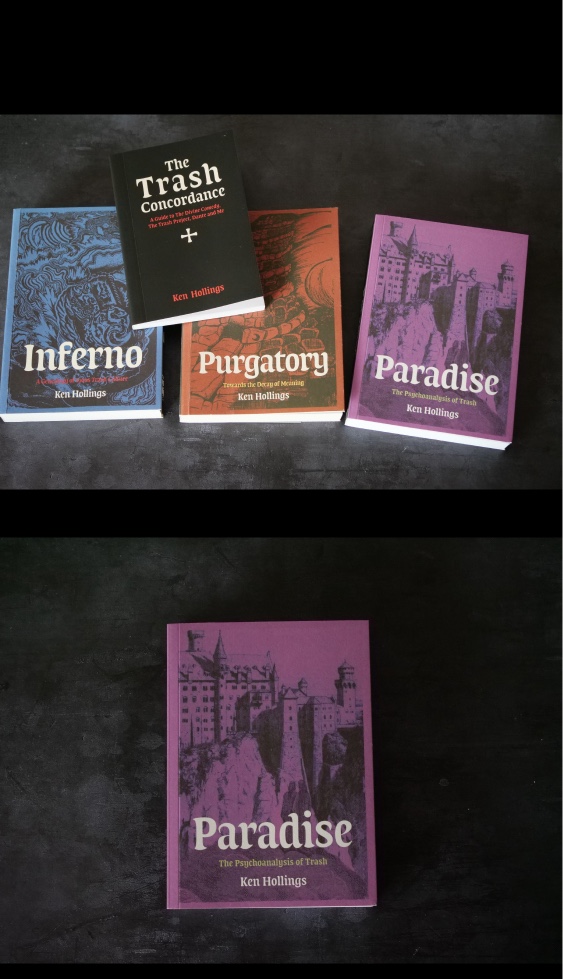 The
Trash
Concordance
A Guide to The Divine Comedy,
The Trash Project, Dante and Me
Ken Hollings
Inferno
Ken Hollings
Purgatory
Towards the Decay of Meaning
Ken Hollings
Paradise
The Psychoanalysis of Trash
Ken Hollings
Paradise
The Psychoanalysis of Trash
Ken Hollings